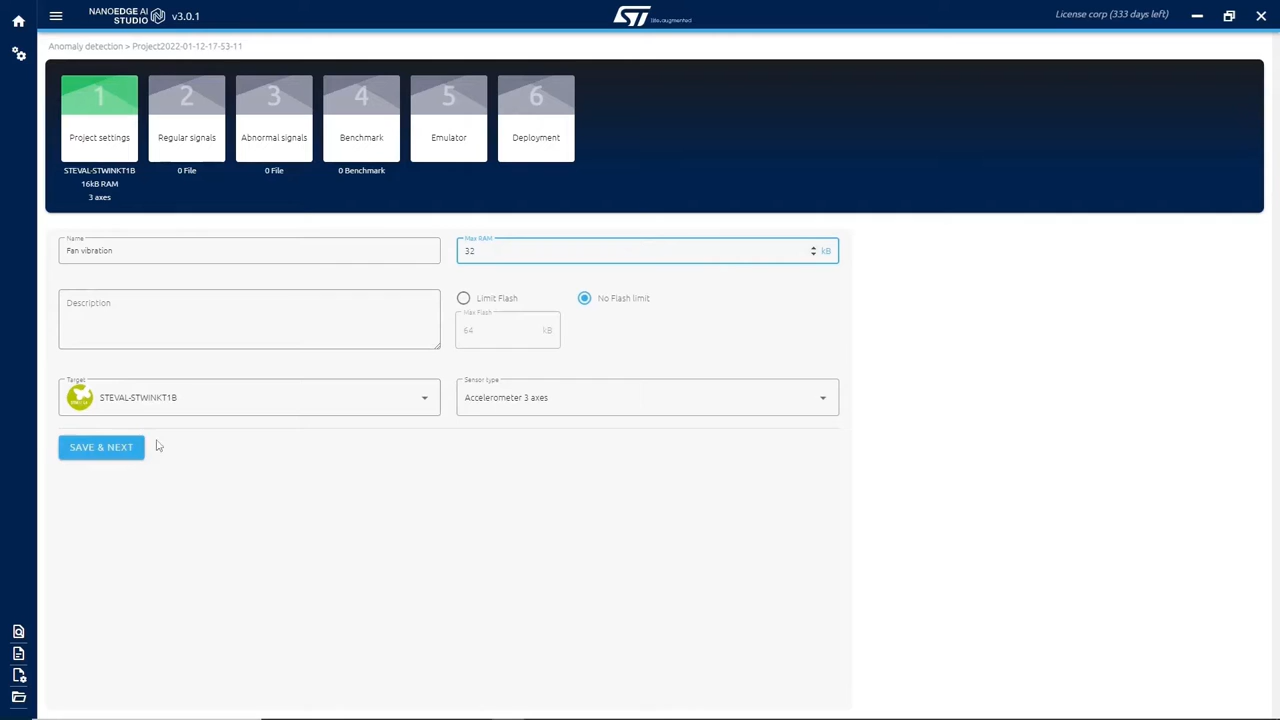 NANOEDGE AI
STUDIO
v3.0.1
life.augmented
License corp (333 days left)
Anomaly detection > Project2022-01-12-17-53-11
1
2
3
4
5
6
Project settings
Regular signals
Abnormal signals
Benchmark
Emulator
Deployment
STEVAL-STWINKT1B
0 File
0 File
0 Benchmark
16kB RAM
3 axes
Name
Fan vibration
Max RAM
32
kB
Description
Limit Flash
No Flash limit
Max Flash
64
kB
Target
STEVAL-STWINKT1B
Sensor type
Accelerometer 3 axes
SAVE & NEXT